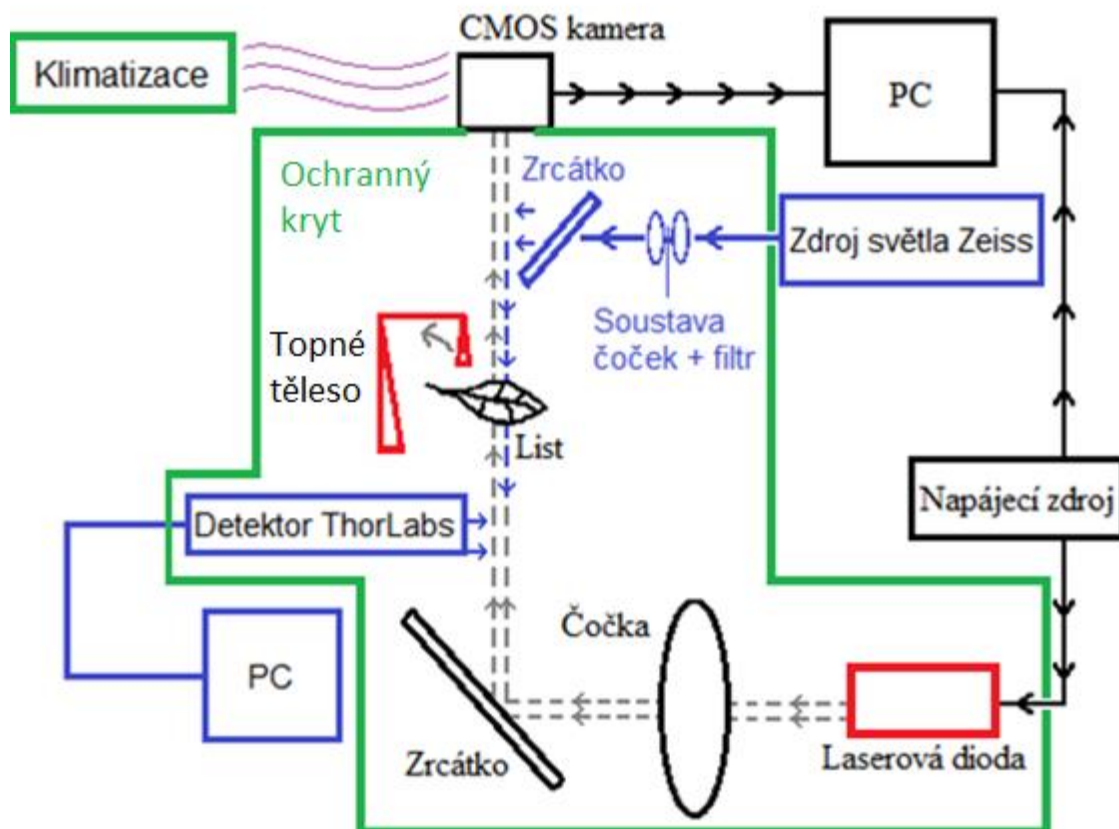 CMOS kamera
Klimatizace
PC
Ochranný
kryt
Zrcátko
Zdroj světla Zeiss
Soustava
čoček + filtr
Topné
těleso
List
Napájecí zdroj
Detektor ThorLabs
Čočka
PC
Zrcátko
Laserová dioda